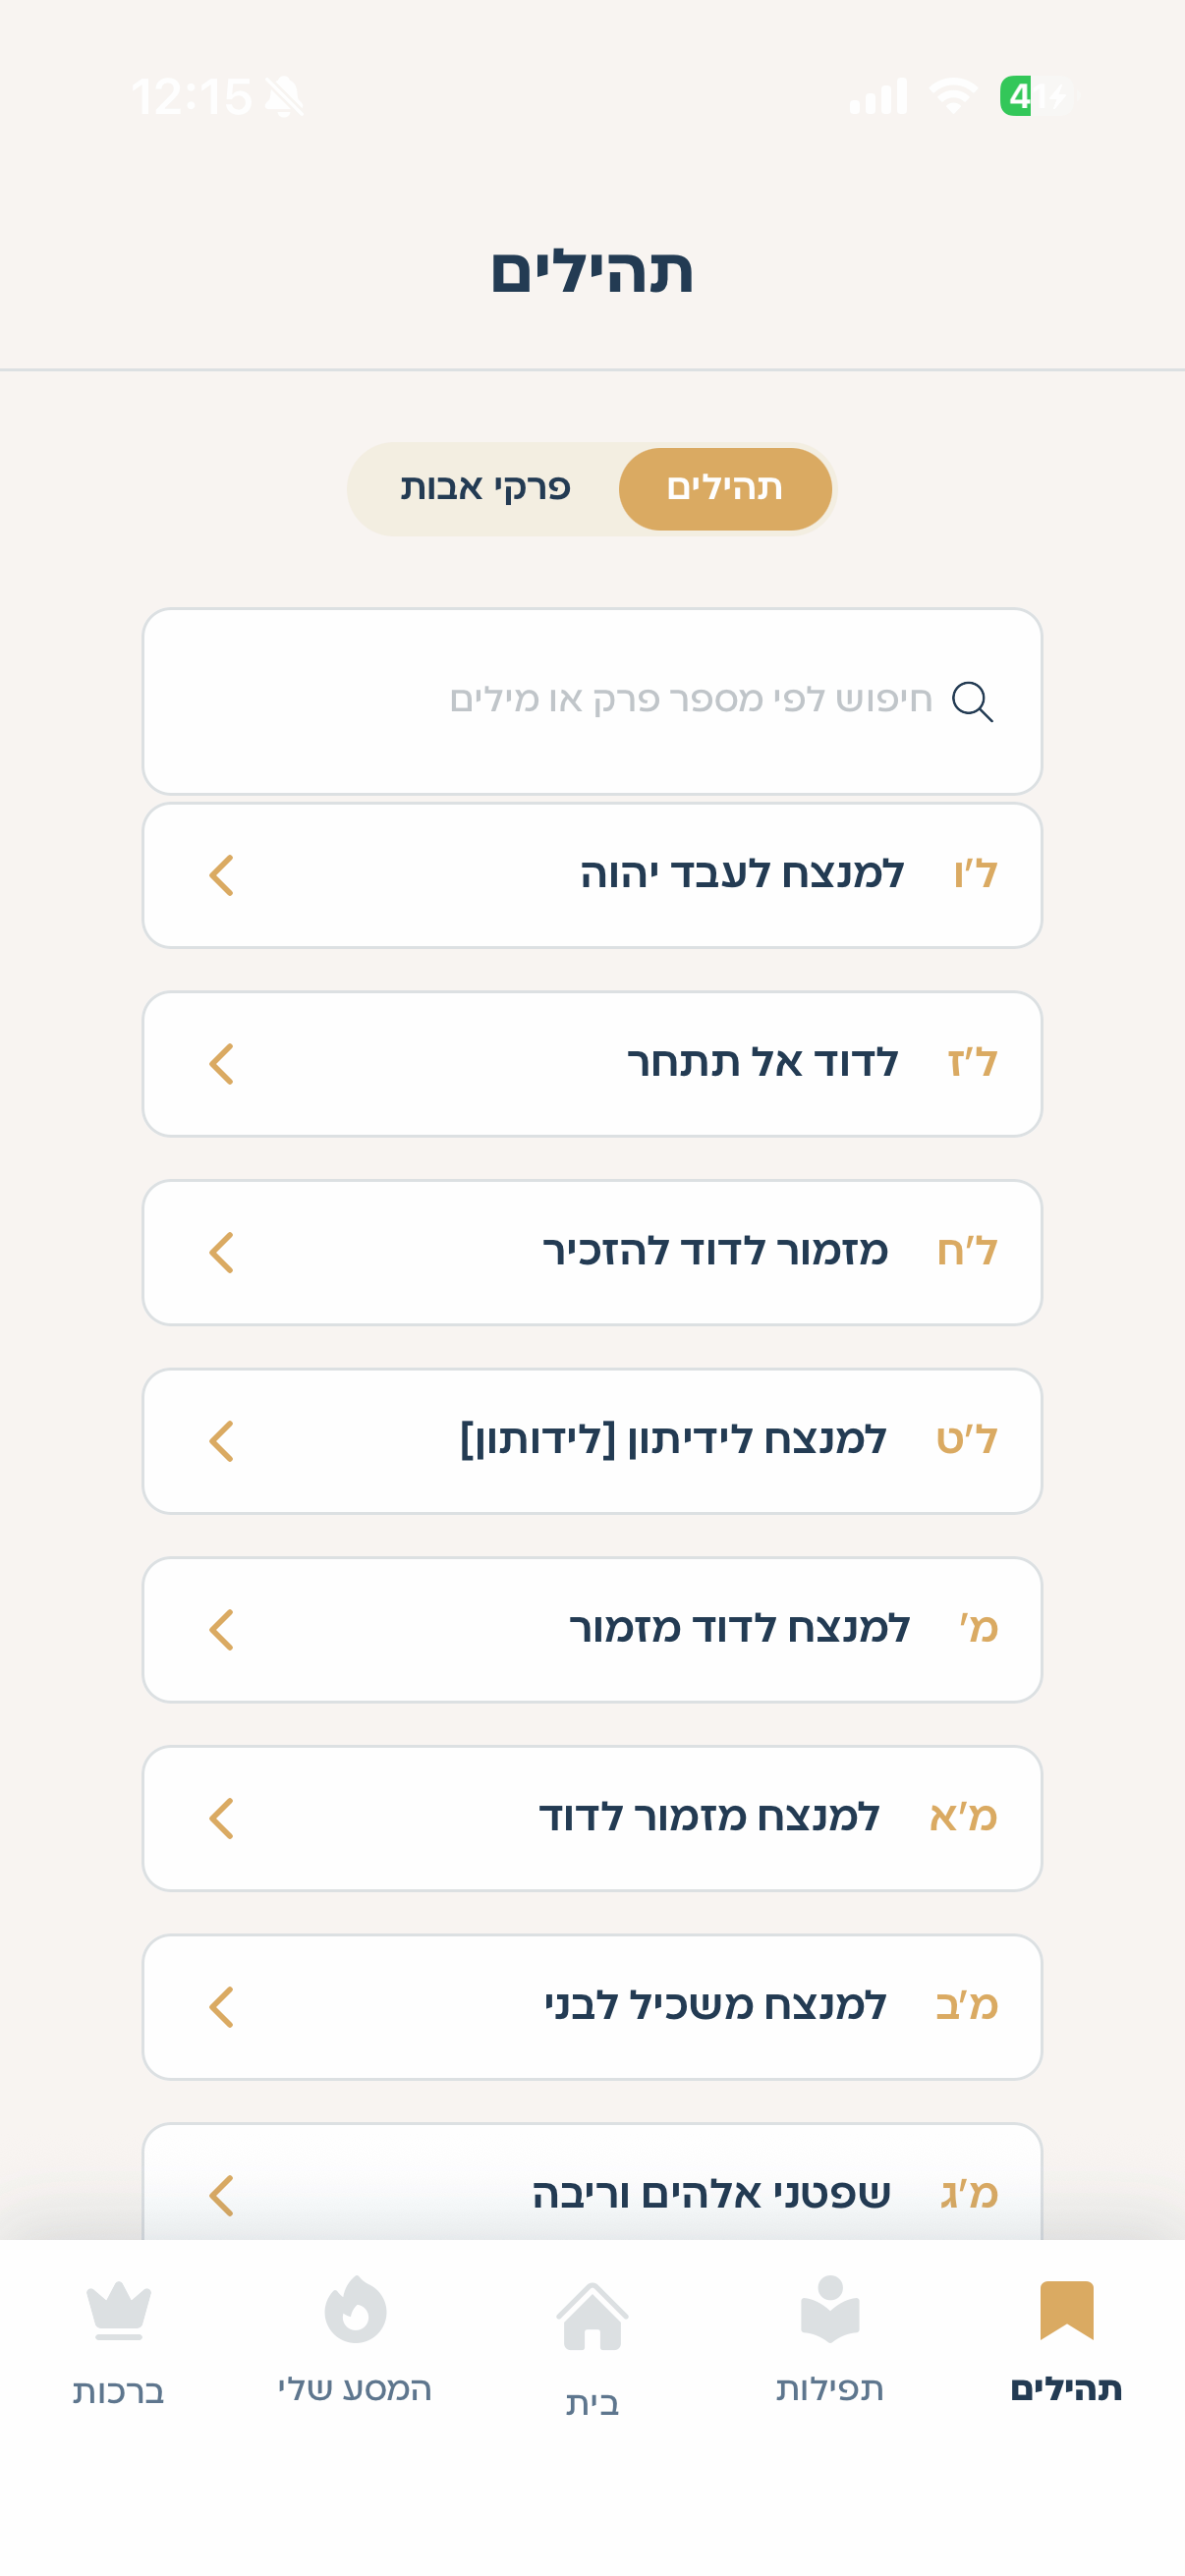 12:15
41
תהילים
תהילים
פרקי אבות
חיפוש לפי מספר פרק או מילים
ל'ו למנצח לעבד יהוה
ל'ז לדוד אל תתחר
ל'ח מזמור לדוד להזכיר
ל'ט למנצח לידיתון [לידותון]
מ' למנצח לדוד מזמור
מ'א למנצח מזמור לדוד
מ'ב למנצח משכיל לבני
מ'ג שפטני אלהים וריבה
תהילים
תפילות
בית
המסע שלי
ברכות